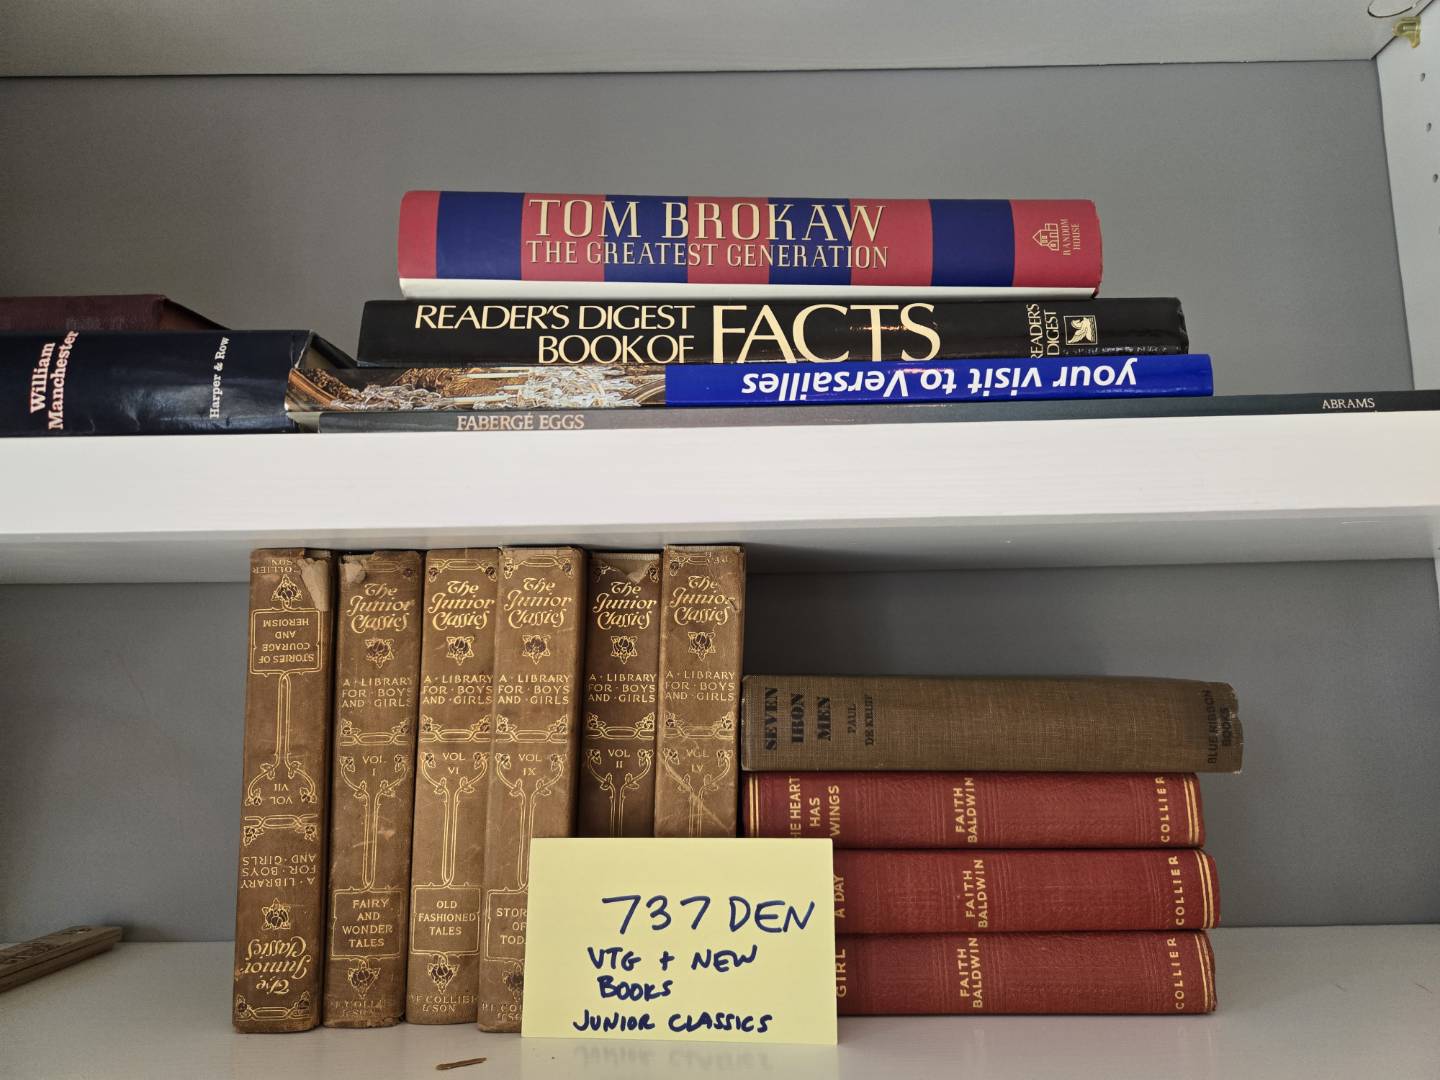 TOM BROKAW
THE GREATEST GENERATION
RANDOM
HOUSE
READER'S DIGEST
BOOK OF
FACTS
READER'S
DIGEST
William
Manchester
Harper & Row
your visit to Versailles
FABERGÉ EGGS
ABRAMS
The
Junior
Classics
A · LIBRARY
FOR · BOYS
AND · GIRLS
VOL
VII
STORIES OF
COURAGE
AND
HEROISM
COLLIER
SON
The
Junior
Classics
A · LIBRARY
FOR · BOYS
AND · GIRLS
VOL
I
FAIRY
AND
WONDER
TALES
The
Junior
Classics
A · LIBRARY
FOR · BOYS
AND · GIRLS
VOL
VI
OLD
FASHIONED
TALES
P F COLLIER
& SON
The
Junior
Classics
A · LIBRARY
FOR · BOYS
AND · GIRLS
VOL
IX
The
Junior
Classics
A · LIBRARY
FOR · BOYS
AND · GIRLS
VOL
II
The
Junior
Classics
A · LIBRARY
FOR · BOYS
AND · GIRLS
VOL
IV
SEVEN
IRON
MEN
PAUL
DE KRUIF
BLUE RIBBON
BOOKS
HEART
HAS
WINGS
FAITH
BALDWIN
COLLIER
A DAY
FAITH
BALDWIN
COLLIER
GIRL
FAITH
BALDWIN
COLLIER
737 DEN
VTG + NEW
BOOKS
JUNIOR CLASSICS